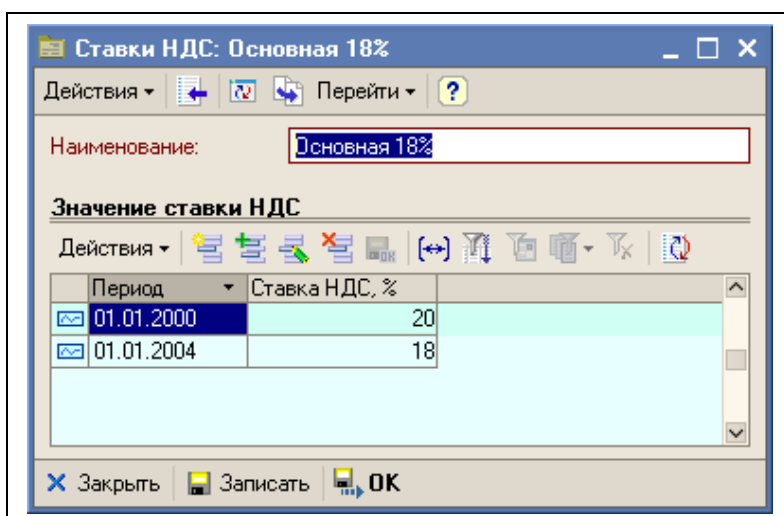 Ставки НДС: Основная 18%
Действия Перейти ?
Наименование: Основная 18%
Значение ставки НДС
Действия
Период Ставка НДС, %
01.01.2000 20
01.01.2004 18
Закрыть Записать OK